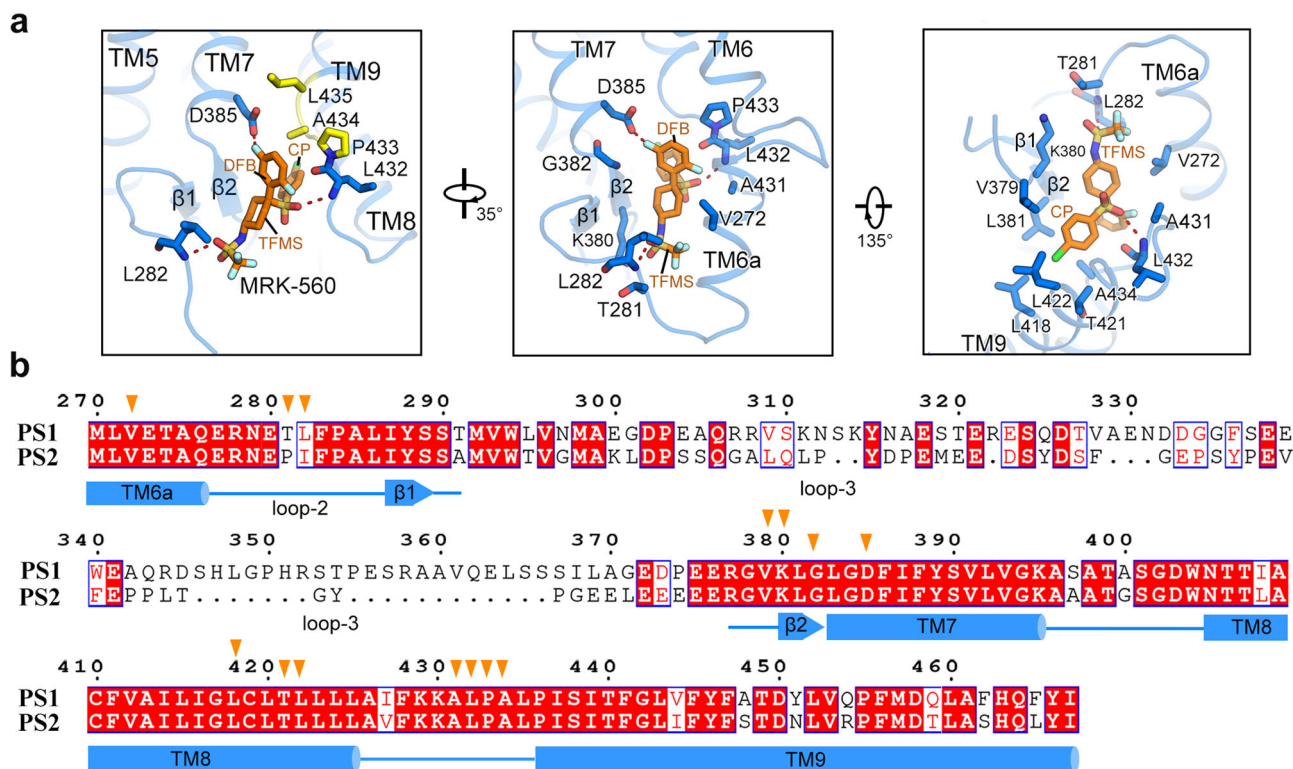 a
TM5 TM7 TM9 L435 D385 A434 CP P433 DFB L432 β1 β2 TM8 TFMS L282 MRK-560
35°
TM7 TM6 D385 P433 DFB G382 L432 β2 A431 β1 V272 K380 TM6a L282 TFMS T281
135°
T281 TM6a L282 β1 K380 TFMS V272 β2 V379 CP L381 A431 L432 L422 A434 L418 T421 TM9
b
270 280 290 300 310 320 330
PS1 MLVETAQERNETLFPALIYSSTMVWLVNMAEGDPEAQRRVSKNSKYNAESTERESQDTVAENDDGGFSEE
PS2 MLVETAQERNEPIFPALIYSSAMVWTVGMAKLDPSSQGALQLP..YDPEMEE.DSYDSF...GEPSYPEV
TM6a loop-2 β1 loop-3
340 350 360 370 380 390 400
PS1 WEAQRDSHLGPHRSTPESRAAVQELSSSILAGEDPEERGVKLGLGDFIFYSVLVGKASATASGDWNTTIA
PS2 FEPPLT.......GY............PGEELEEEEERGVKLGLGDFIFYSVLVGKAAATGSGDWNTTLA
loop-3 β2 TM7 TM8
410 420 430 440 450 460
PS1 CFVAILIGLCLTLLLLAIFKKALPALPISITFGLVFYFATDYLVQPFMDQLAFHQFYI
PS2 CFVAILIGLCLTLLLLAVFKKALPALPISITFGLIFYFSTDNLVRPFMDTLASHQLYI
TM8 TM9